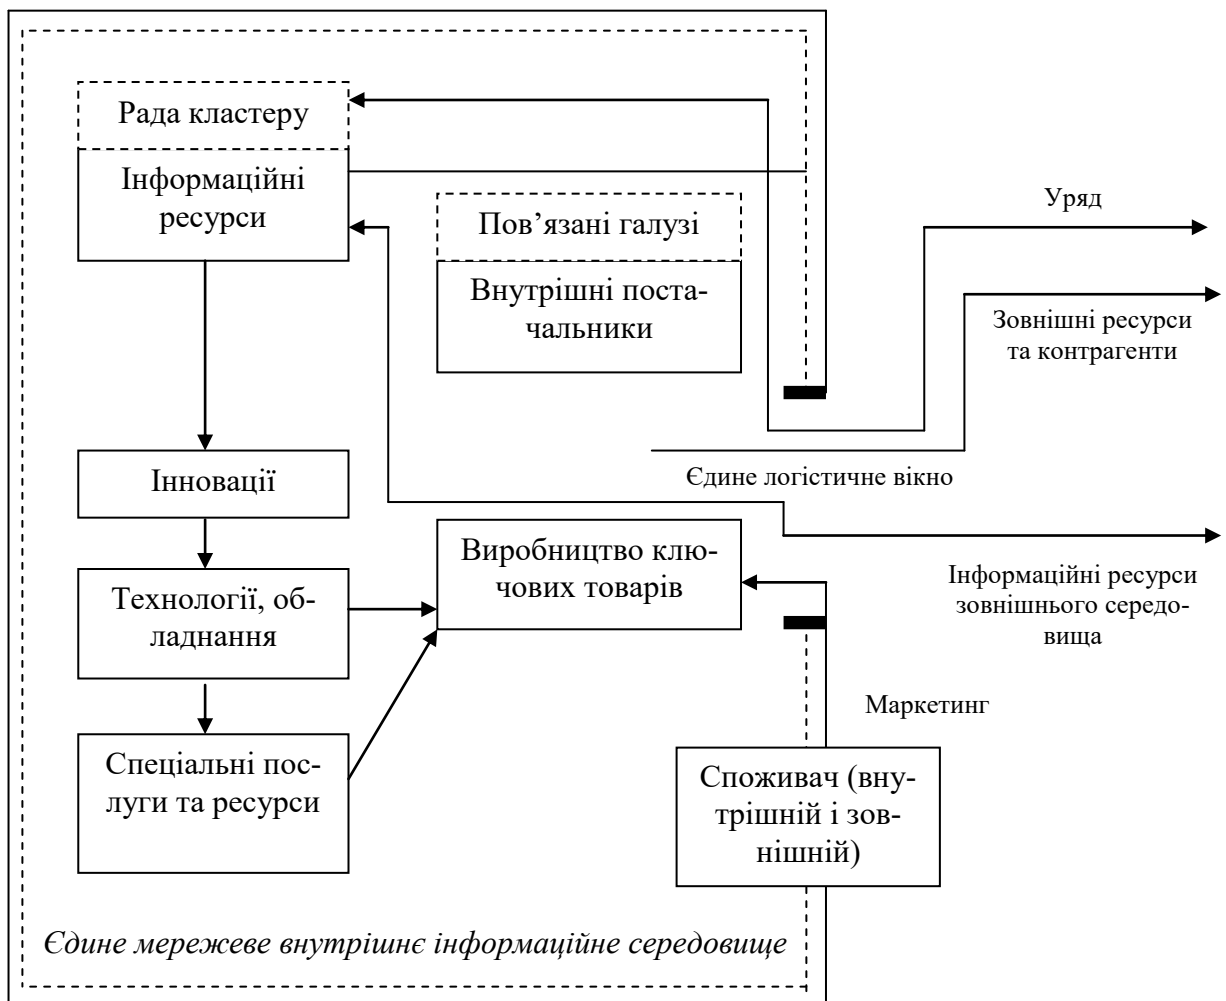 Рада кластеру
Інформаційні
ресурси
Пов’язані галузі
Внутрішні поста-
чальники
Уряд
Зовнішні ресурси
та контрагенти
Єдине логістичне вікно
Інновації
Виробництво клю-
чових товарів
Технології, об-
ладнання
Інформаційні ресурси
зовнішнього середо-
вища
Маркетинг
Спеціальні пос-
луги та ресурси
Споживач (вну-
трішній і зов-
нішній)
Єдине мережеве внутрішнє інформаційне середовище